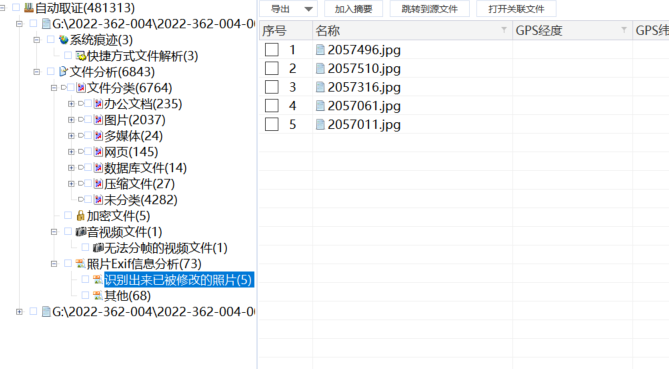 自动取证(481313)
G:\2022-362-004\2022-362-004-0
系统痕迹(3)
快捷方式文件解析(3)
文件分析(6843)
文件分类(6764)
办公文档(235)
图片(2037)
多媒体(24)
网页(145)
数据库文件(14)
压缩文件(27)
未分类(4282)
加密文件(5)
音视频文件(1)
无法分帧的视频文件(1)
照片Exif信息分析(73)
识别出来已被修改的照片(5)
其他(68)
G:\2022-362-004\2022-362-004-0
导出 加入摘要 跳转到源文件 打开关联文件
序号 名称 GPS经度 GPS纬
1 2057496.jpg
2 2057510.jpg
3 2057316.jpg
4 2057061.jpg
5 2057011.jpg